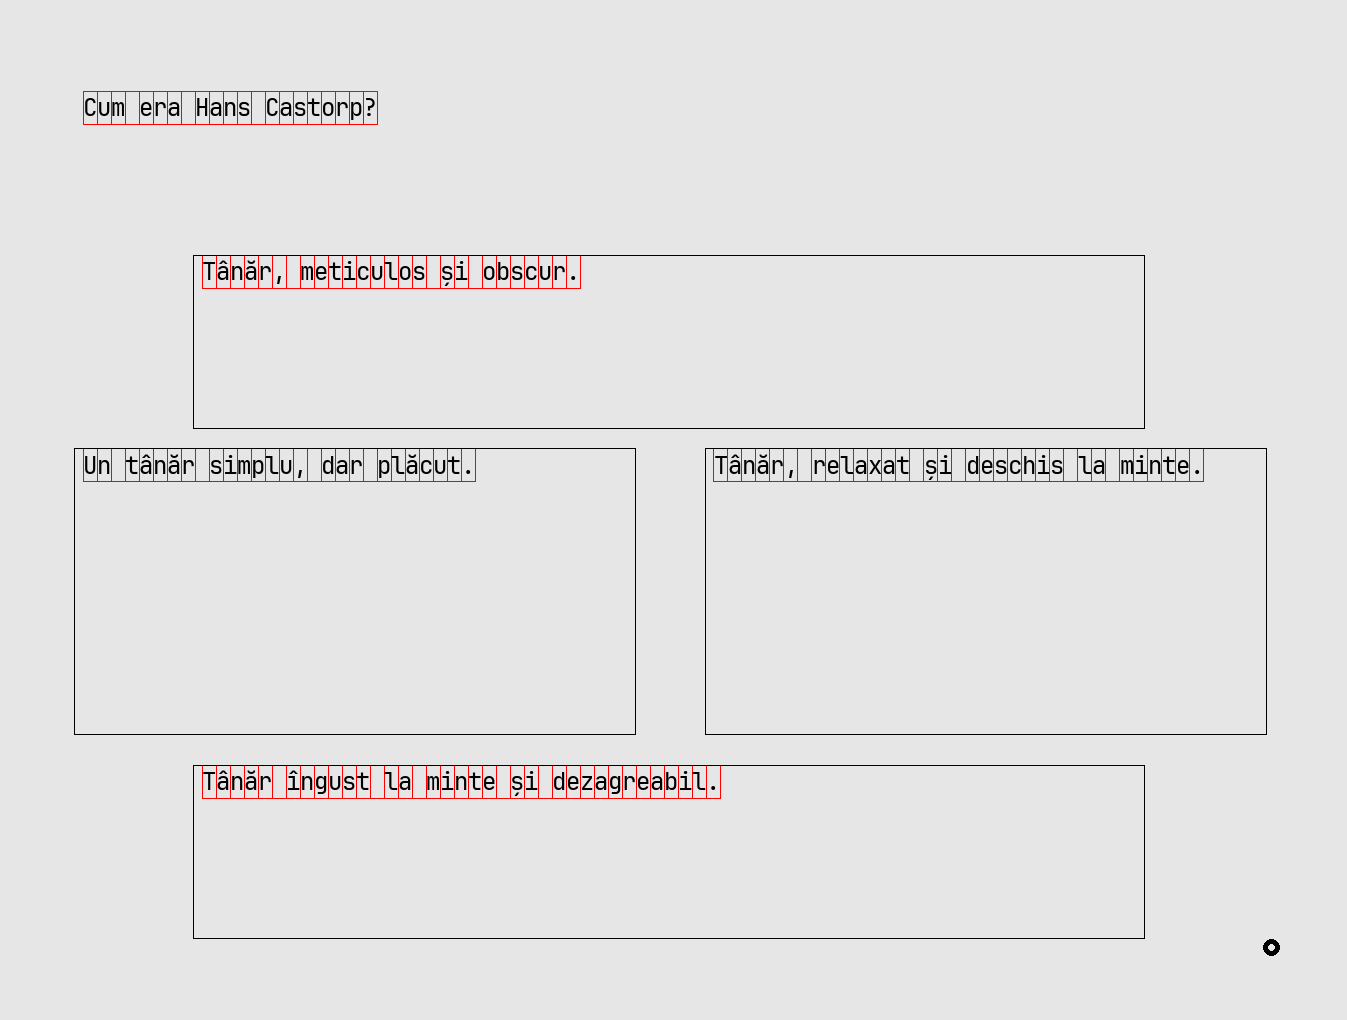 Cum era Hans Castorp?
Tânăr, meticulos și obscur.
Un tânăr simplu, dar plăcut.
Tânăr, relaxat și deschis la minte.
Tânăr îngust la minte și dezagreabil.